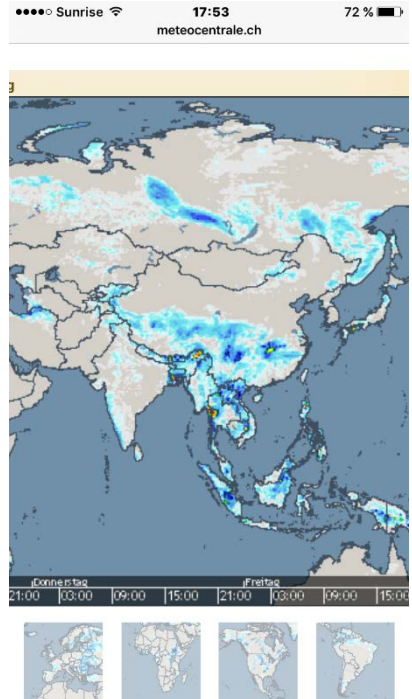 Sunrise 17:53 72 %
meteocentrale.ch
g
Donnerstag Freitag
21:00 03:00 09:00 15:00 21:00 03:00 09:00 15:00